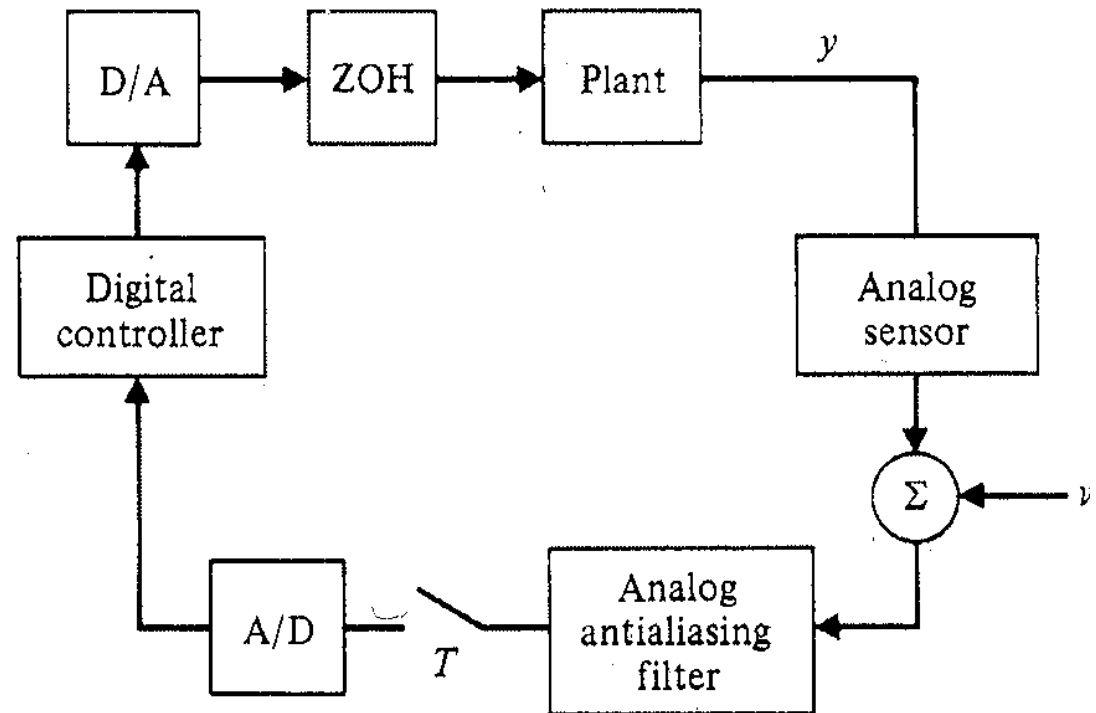 D/A
ZOH
Plant
y
Digital
controller
Analog
sensor
Σ
ν
A/D
T
Analog
antialiasing
filter